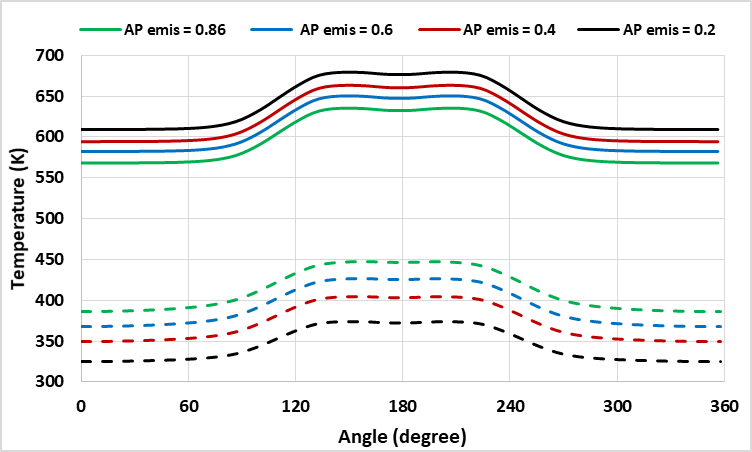 AP emis = 0.86 AP emis = 0.6 AP emis = 0.4 AP emis = 0.2
700
650
600
550
500
450
400
350
300
Temperature (K)
0 60 120 180 240 300 360
Angle (degree)